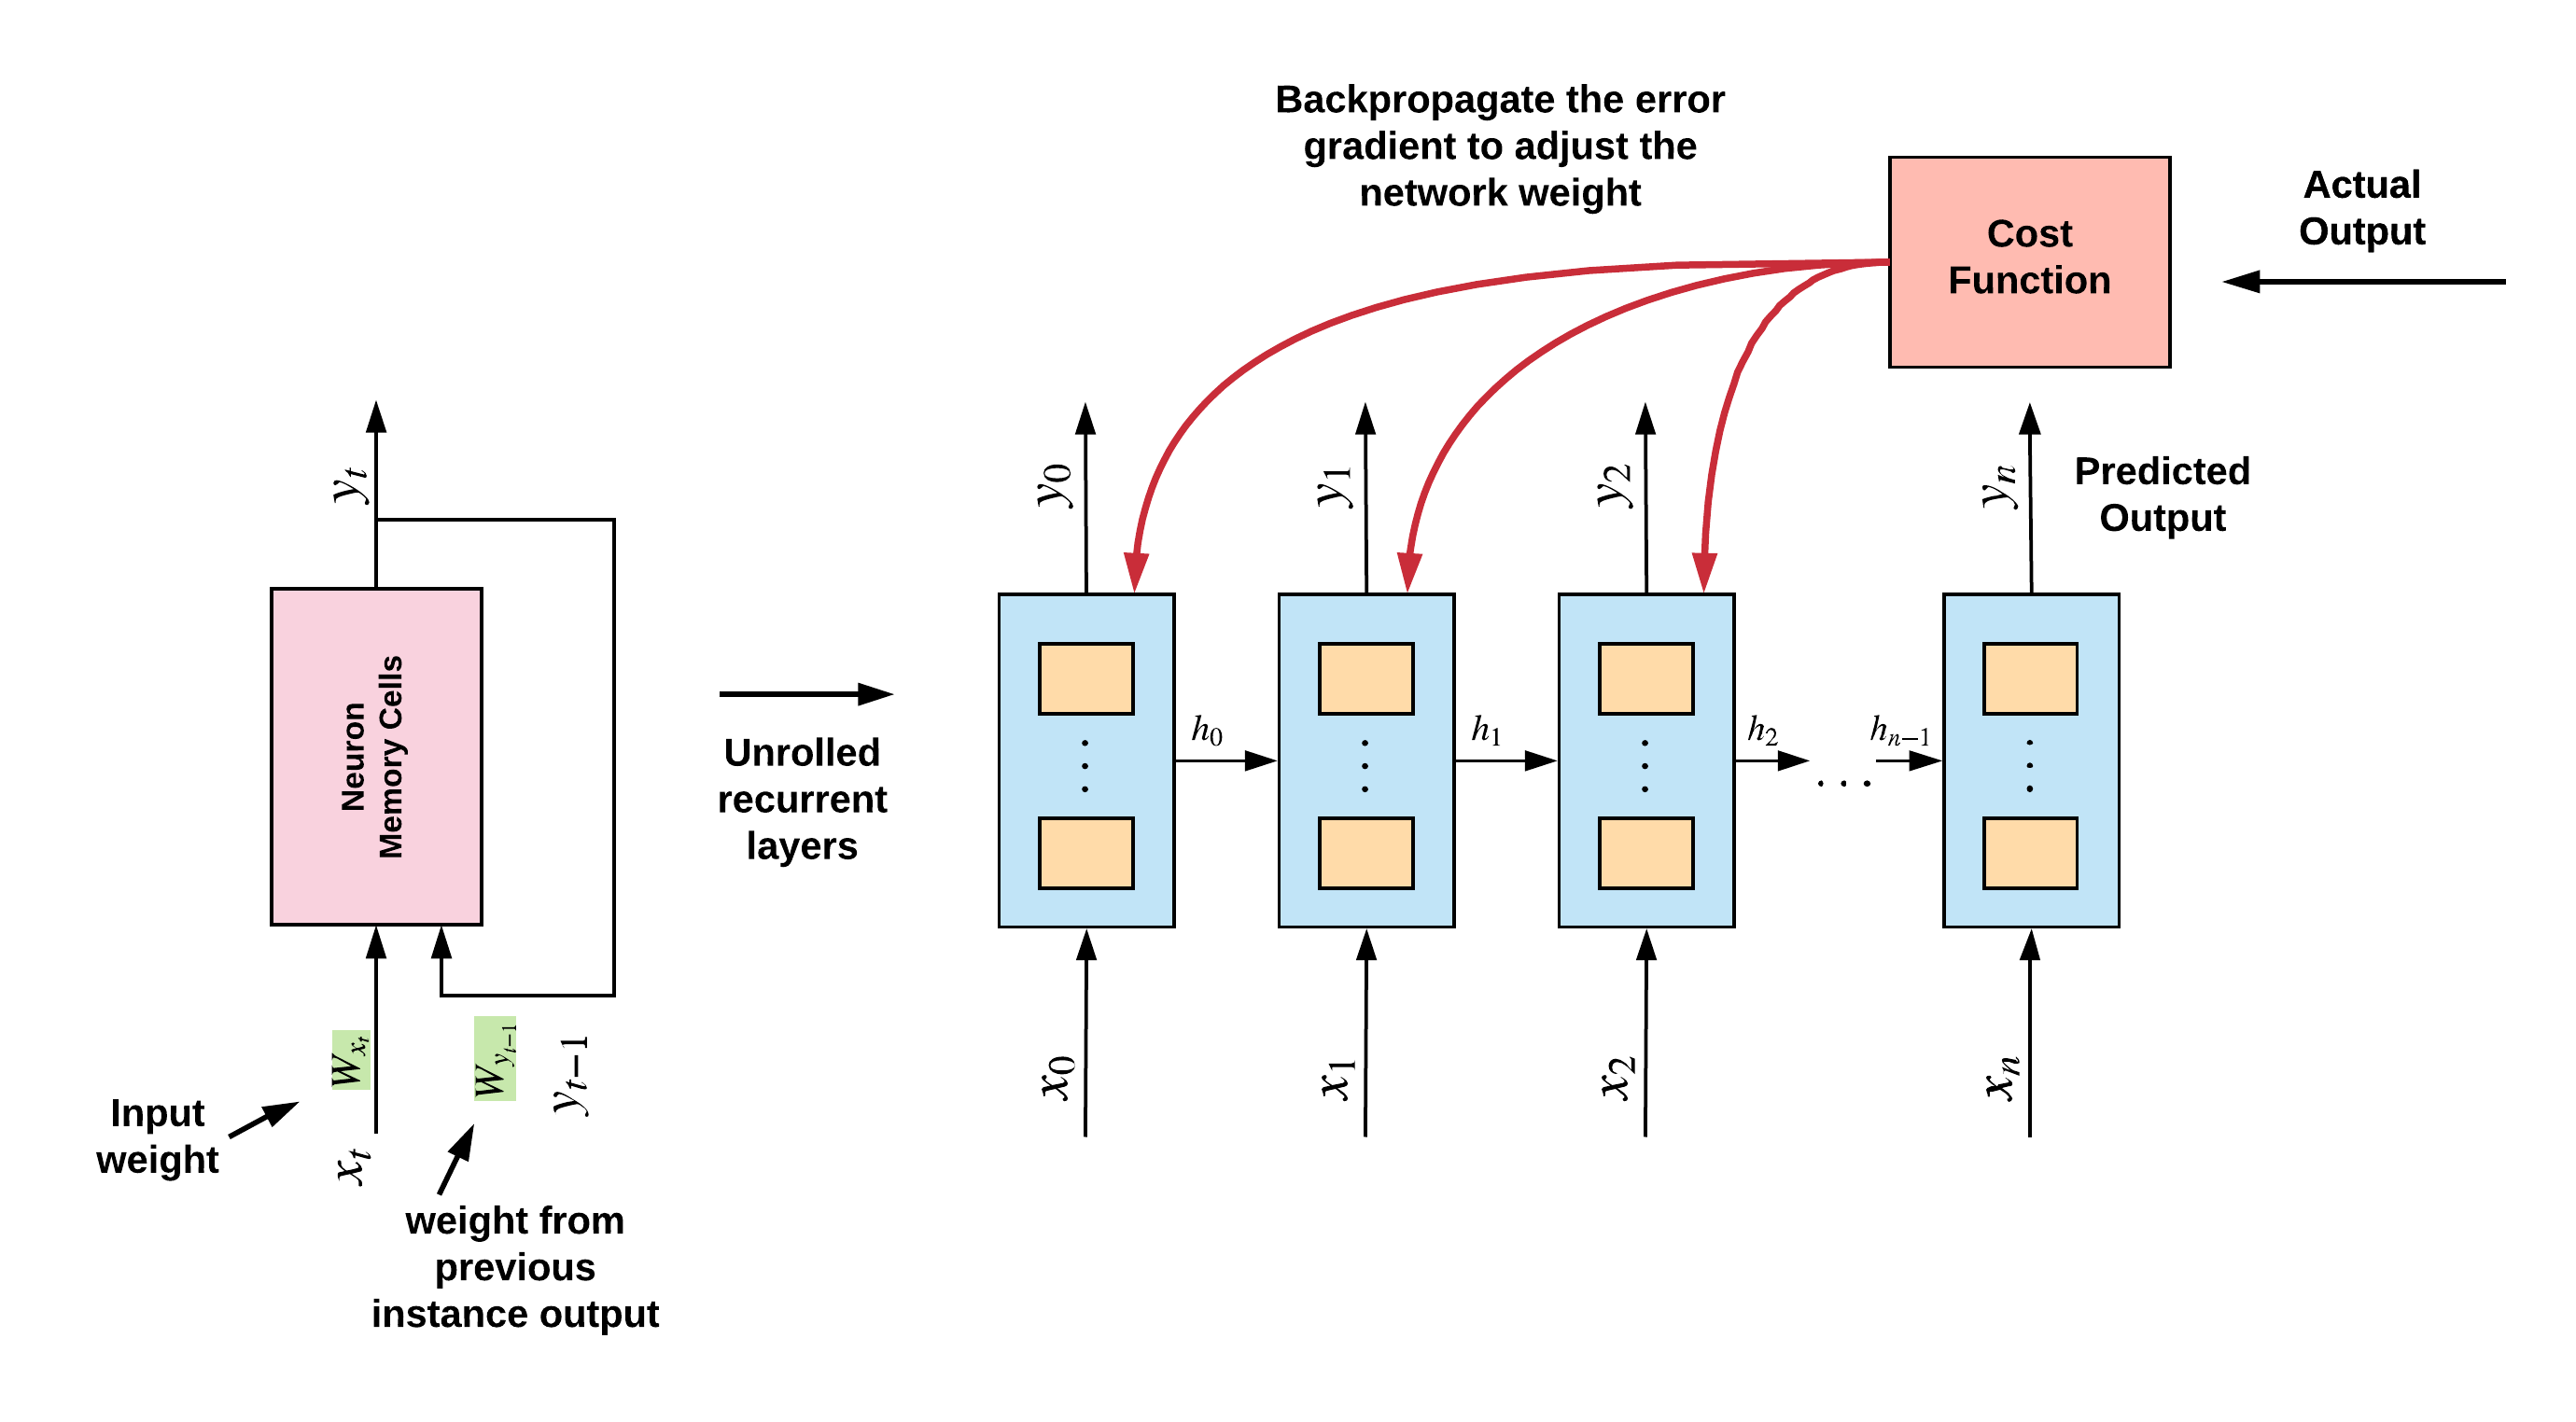 Backpropagate the error
gradient to adjust the
network weight
Cost
Function
Actual
Output
y_t
y_0
y_1
y_2
y_n
Predicted
Output
Neuron
Memory Cells
Unrolled
recurrent
layers
h_0
h_1
h_2
. . .
h_{n-1}
W_{x_t}
W_{y_{t-1}}
y_{t-1}
x_t
Input
weight
weight from
previous
instance output
x_0
x_1
x_2
x_n